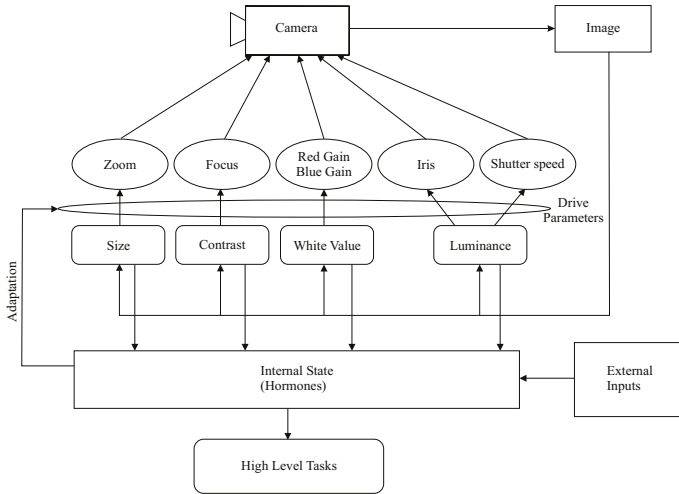 Camera
Image
Zoom
Focus
Red Gain
Blue Gain
Iris
Shutter speed
Drive
Parameters
Size
Contrast
White Value
Luminance
Adaptation
Internal State
(Hormones)
External
Inputs
High Level Tasks